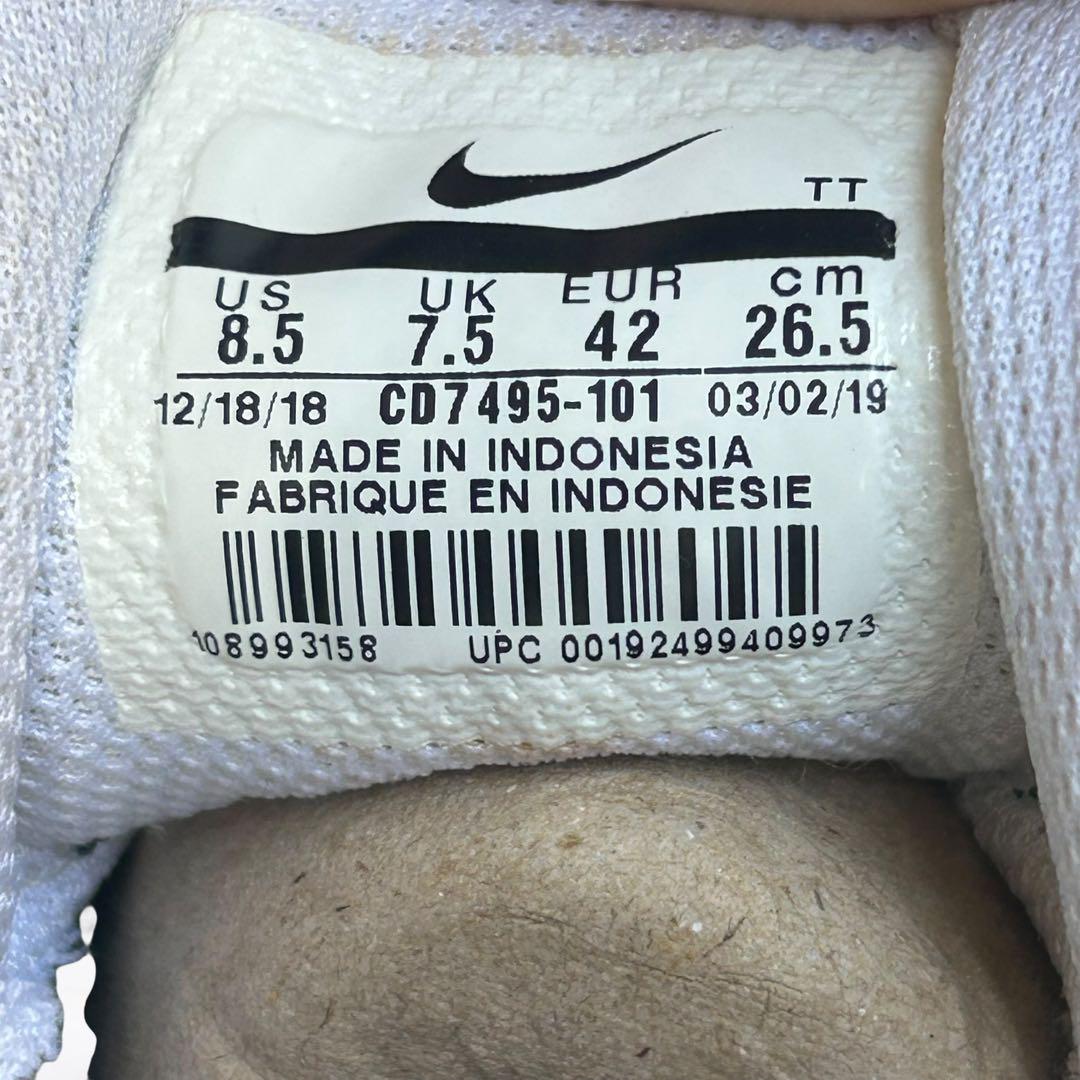 TT
US UK EUR cm
8.5 7.5 42 26.5
12/18/18 CD7495-101 03/02/19
MADE IN INDONESIA
FABRIQUE EN INDONESIE
108993158 UPC 00192499409973